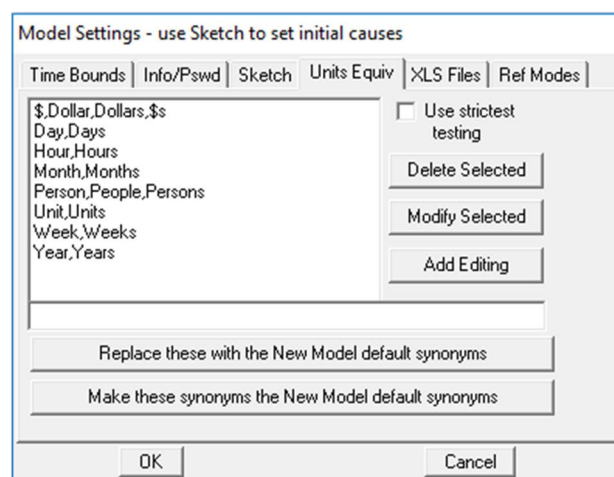 Model Settings - use Sketch to set initial causes
Time Bounds Info/Pswd Sketch Units Equiv XLS Files Ref Modes
$,Dollar,Dollars,$s
Day,Days
Hour,Hours
Month,Months
Person,People,Persons
Unit,Units
Week,Weeks
Year,Years
Use strictest
testing
Delete Selected
Modify Selected
Add Editing
Replace these with the New Model default synonyms
Make these synonyms the New Model default synonyms
OK Cancel